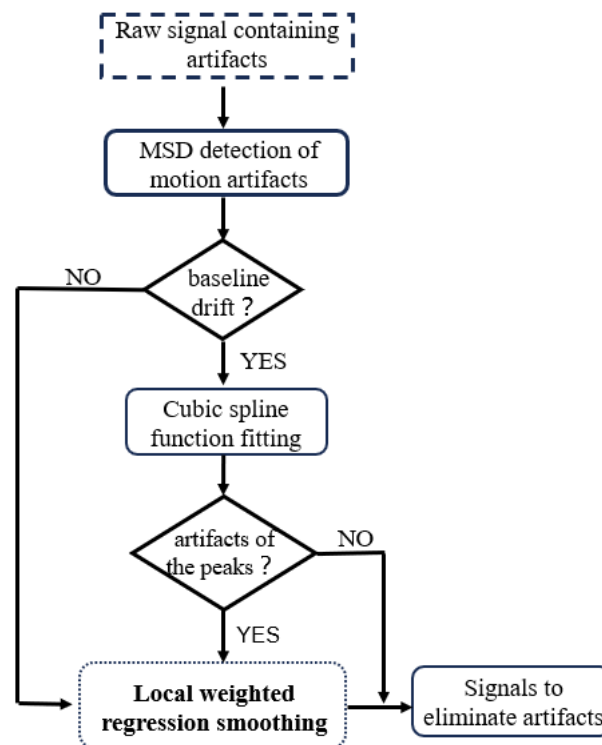 Raw signal containing
artifacts
MSD detection of
motion artifacts
NO
baseline
drift ?
YES
Cubic spline
function fitting
artifacts of
the peaks ?
NO
YES
Local weighted
regression smoothing
Signals to
eliminate artifacts